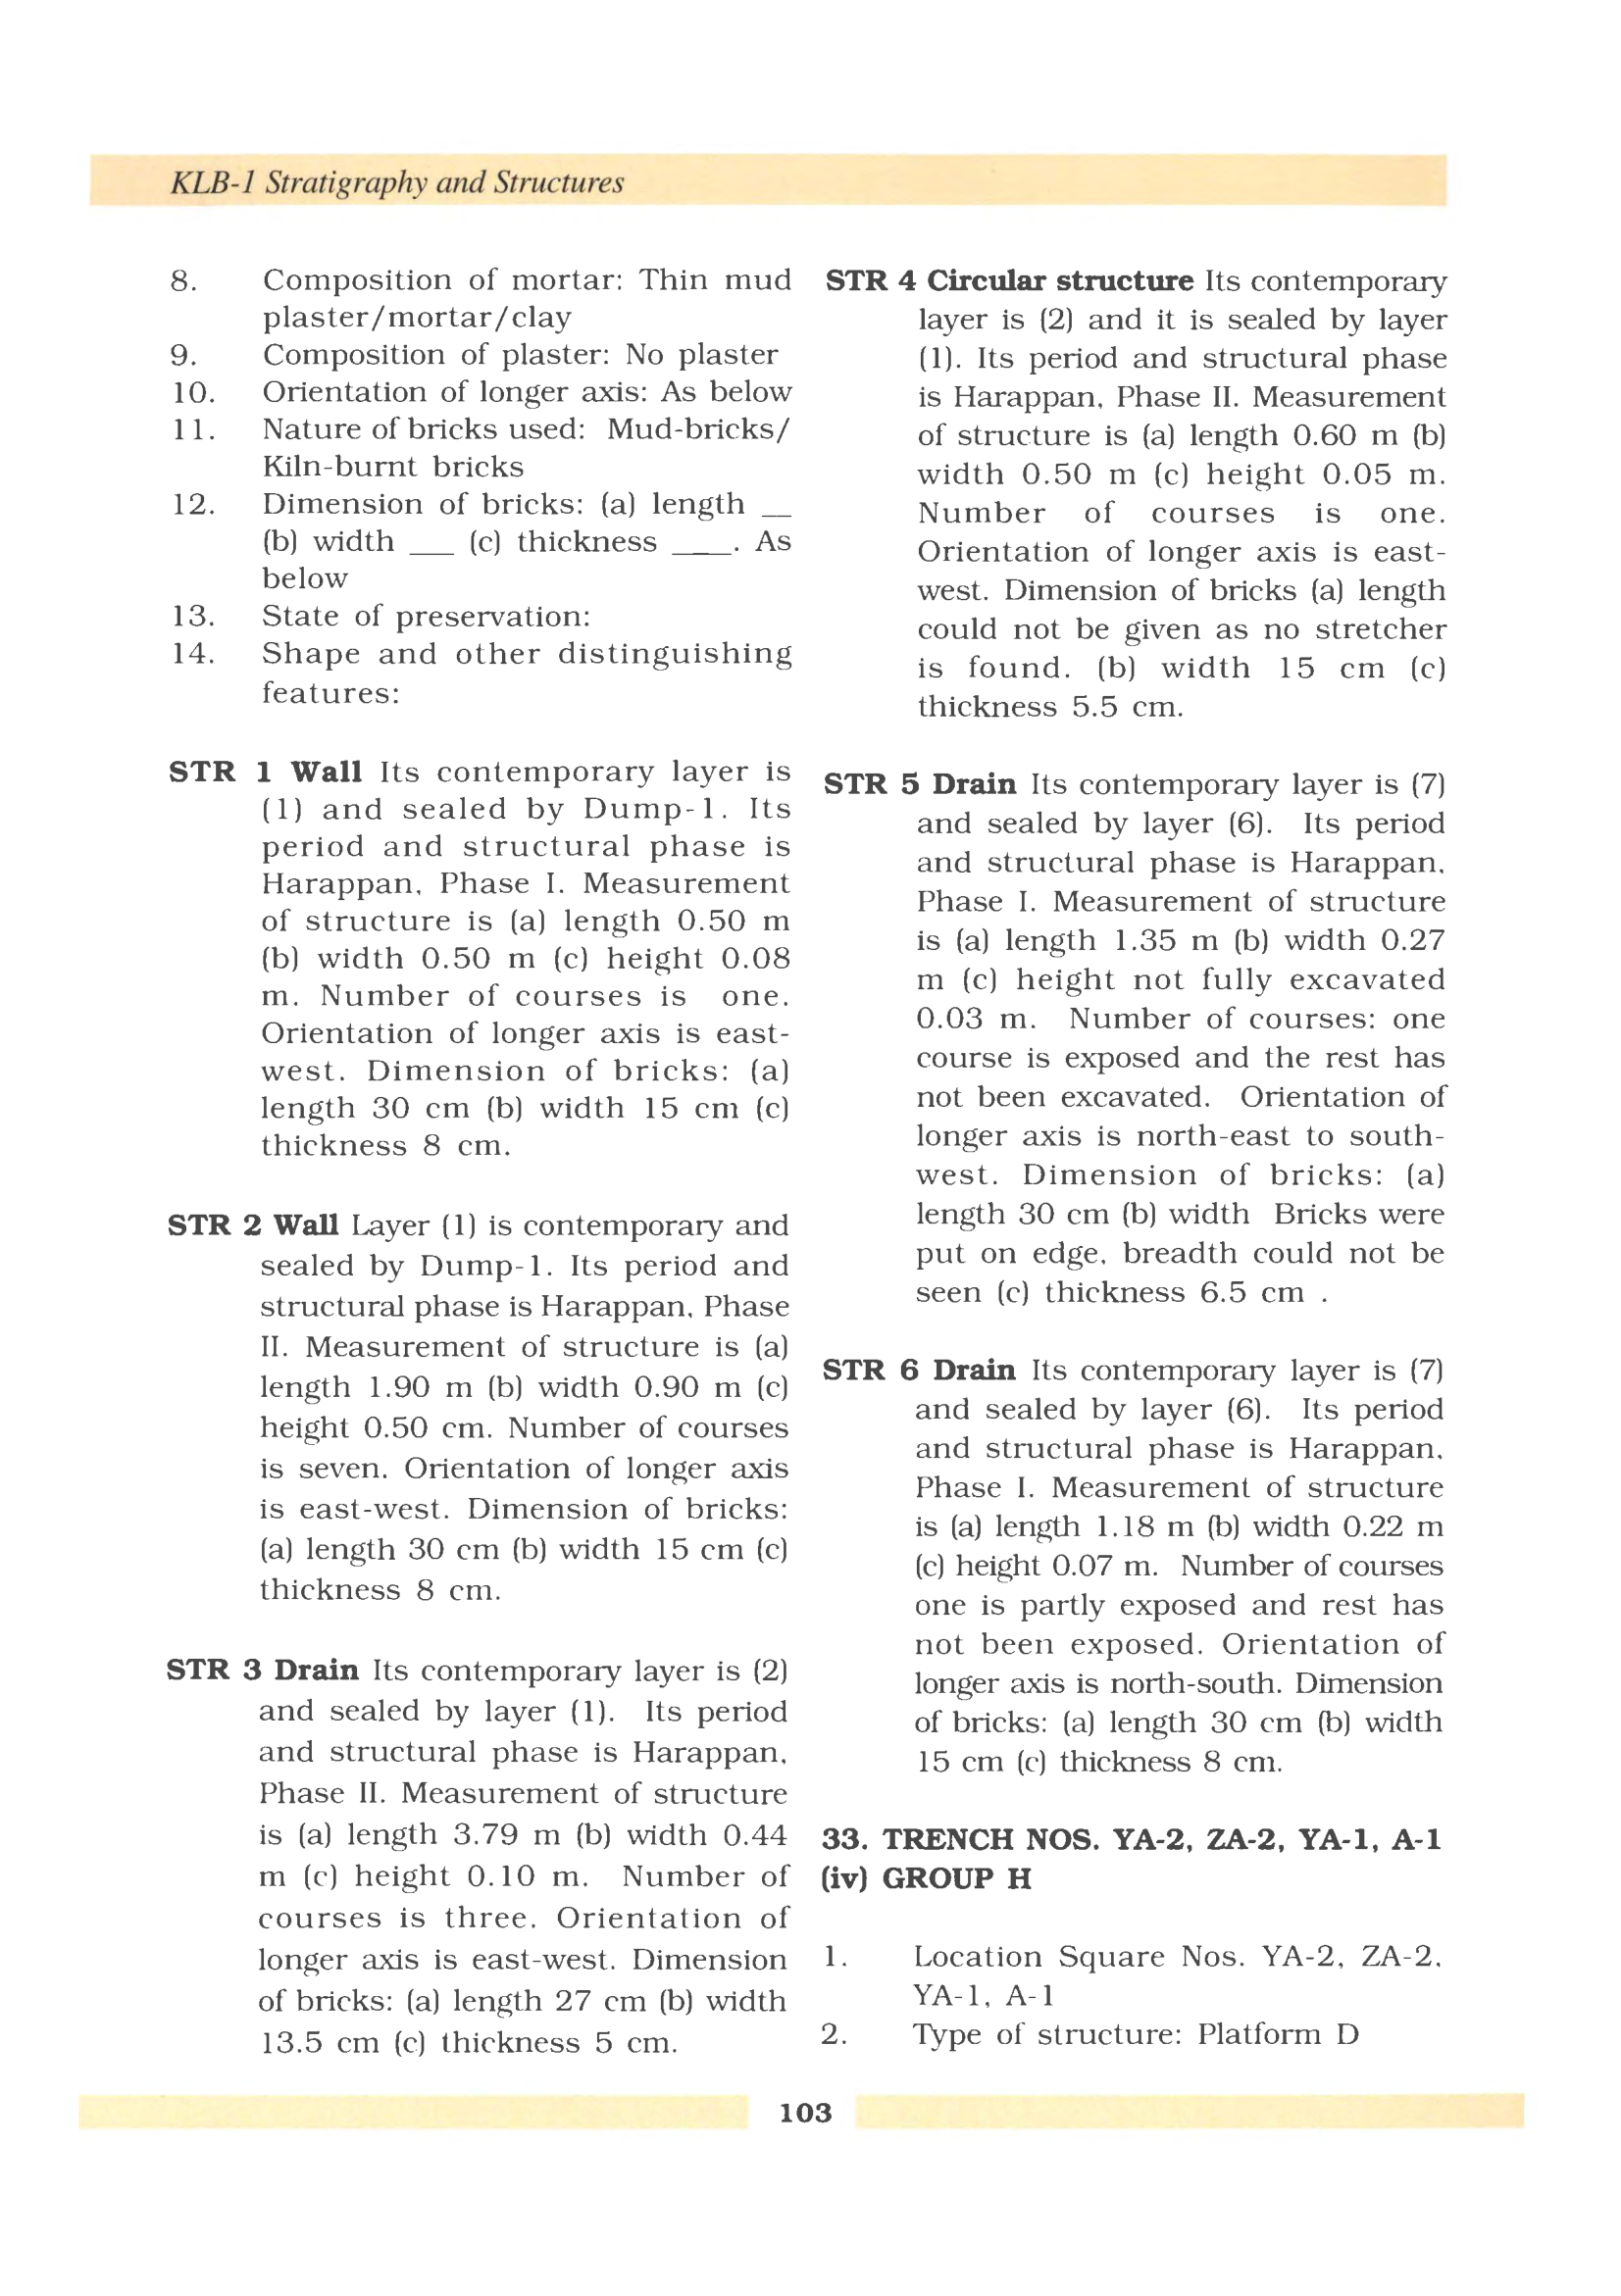 KLB-1 Stratigraphy and Structures
8. Composition of mortar: Thin mud
plaster/mortar/clay
9. Composition of plaster: No plaster
10. Orientation of longer axis: As below
11. Nature of bricks used: Mud-bricks/
Kiln-burnt bricks
12. Dimension of bricks: (a) length __
(b) width ___ (c) thickness ____. As
below
13. State of preservation:
14. Shape and other distinguishing
features:
STR 1 Wall Its contemporary layer is
(1) and sealed by Dump-1. Its
period and structural phase is
Harappan, Phase I. Measurement
of structure is (a) length 0.50 m
(b) width 0.50 m (c) height 0.08
m. Number of courses is one.
Orientation of longer axis is east-
west. Dimension of bricks: (a)
length 30 cm (b) width 15 cm (c)
thickness 8 cm.
STR 2 Wall Layer (1) is contemporary and
sealed by Dump-1. Its period and
structural phase is Harappan, Phase
II. Measurement of structure is (a)
length 1.90 m (b) width 0.90 m (c)
height 0.50 cm. Number of courses
is seven. Orientation of longer axis
is east-west. Dimension of bricks:
(a) length 30 cm (b) width 15 cm (c)
thickness 8 cm.
STR 3 Drain Its contemporary layer is (2)
and sealed by layer (1). Its period
and structural phase is Harappan,
Phase II. Measurement of structure
is (a) length 3.79 m (b) width 0.44
m (c) height 0.10 m. Number of
courses is three. Orientation of
longer axis is east-west. Dimension
of bricks: (a) length 27 cm (b) width
13.5 cm (c) thickness 5 cm.
STR 4 Circular structure Its contemporary
layer is (2) and it is sealed by layer
(1). Its period and structural phase
is Harappan, Phase II. Measurement
of structure is (a) length 0.60 m (b)
width 0.50 m (c) height 0.05 m.
Number of courses is one.
Orientation of longer axis is east-
west. Dimension of bricks (a) length
could not be given as no stretcher
is found. (b) width 15 cm (c)
thickness 5.5 cm.
STR 5 Drain Its contemporary layer is (7)
and sealed by layer (6). Its period
and structural phase is Harappan,
Phase I. Measurement of structure
is (a) length 1.35 m (b) width 0.27
m (c) height not fully excavated
0.03 m. Number of courses: one
course is exposed and the rest has
not been excavated. Orientation of
longer axis is north-east to south-
west. Dimension of bricks: (a)
length 30 cm (b) width Bricks were
put on edge, breadth could not be
seen (c) thickness 6.5 cm .
STR 6 Drain Its contemporary layer is (7)
and sealed by layer (6). Its period
and structural phase is Harappan,
Phase I. Measurement of structure
is (a) length 1.18 m (b) width 0.22 m
(c) height 0.07 m. Number of courses
one is partly exposed and rest has
not been exposed. Orientation of
longer axis is north-south. Dimension
of bricks: (a) length 30 cm (b) width
15 cm (c) thickness 8 cm.
33. TRENCH NOS. YA-2, ZA-2, YA-1, A-1
(iv) GROUP H
1. Location Square Nos. YA-2, ZA-2,
YA-1, A-1
2. Type of structure: Platform D
103